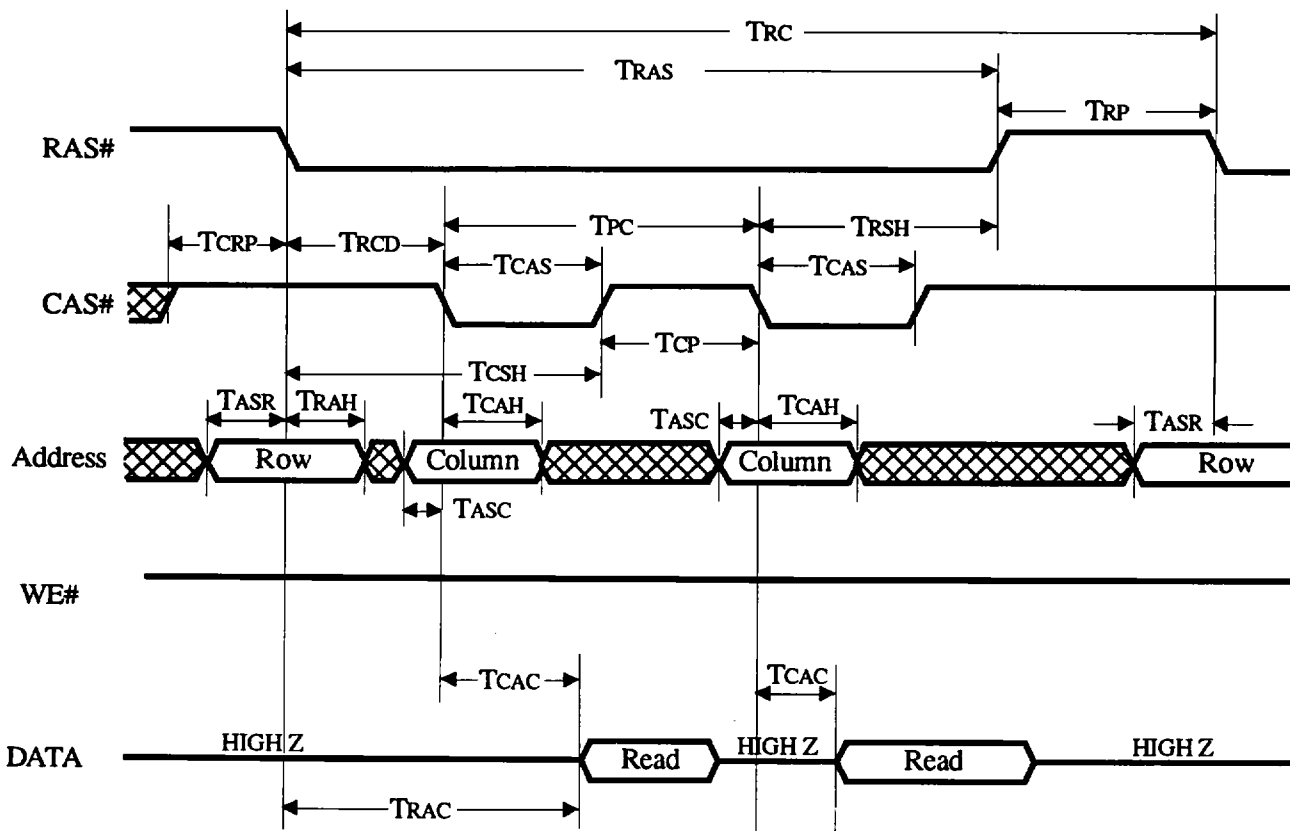 TRC
TRAS
TRP
RAS#
TPC
TRSH
TCRP
TRCD
TCAS
TCAS
CAS#
TCP
TCSH
TASR
TRAH
TCAH
TASC
TCAH
TASR
Address
Row
Column
Column
Row
TASC
WE#
TCAC
TCAC
HIGH Z
HIGH Z
HIGH Z
DATA
Read
Read
TRAC